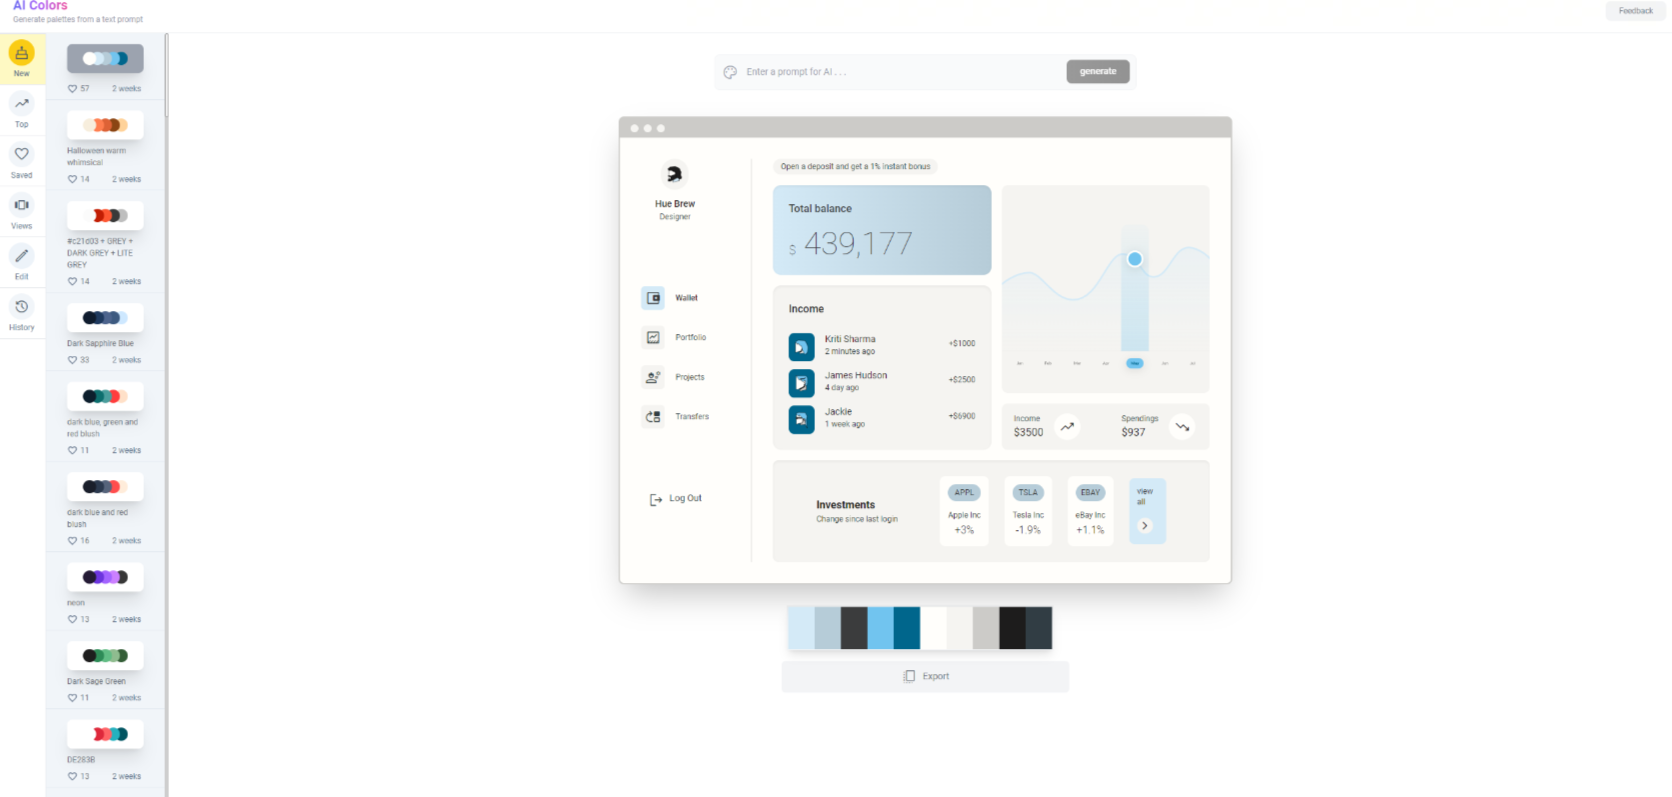 AI Colors
Generate palettes from a text prompt
Feedback
New
Top
Saved
Views
Edit
History
57 2 weeks
Halloween warm
whimsical
14 2 weeks
#c21d03 + GREY +
DARK GREY + LITE
GREY
14 2 weeks
Dark Sapphire Blue
33 2 weeks
dark blue, green and
red blush
11 2 weeks
dark blue and red
blush
16 2 weeks
neon
13 2 weeks
Dark Sage Green
11 2 weeks
DE283B
13 2 weeks
Enter a prompt for AI . . .
generate
Hue Brew
Designer
Wallet
Portfolio
Projects
Transfers
Log Out
Open a deposit and get a 1% instant bonus
Total balance
$ 439,177
Income
Kriti Sharma
2 minutes ago
+$1000
James Hudson
4 day ago
+$2500
Jackie
1 week ago
+$6900
Jan Feb Mar Apr May Jun Jul
Income
$3500
Spendings
$937
Investments
Change since last login
APPL
Apple Inc
+3%
TSLA
Tesla Inc
-1.9%
EBAY
eBay Inc
+1.1%
view
all
Export